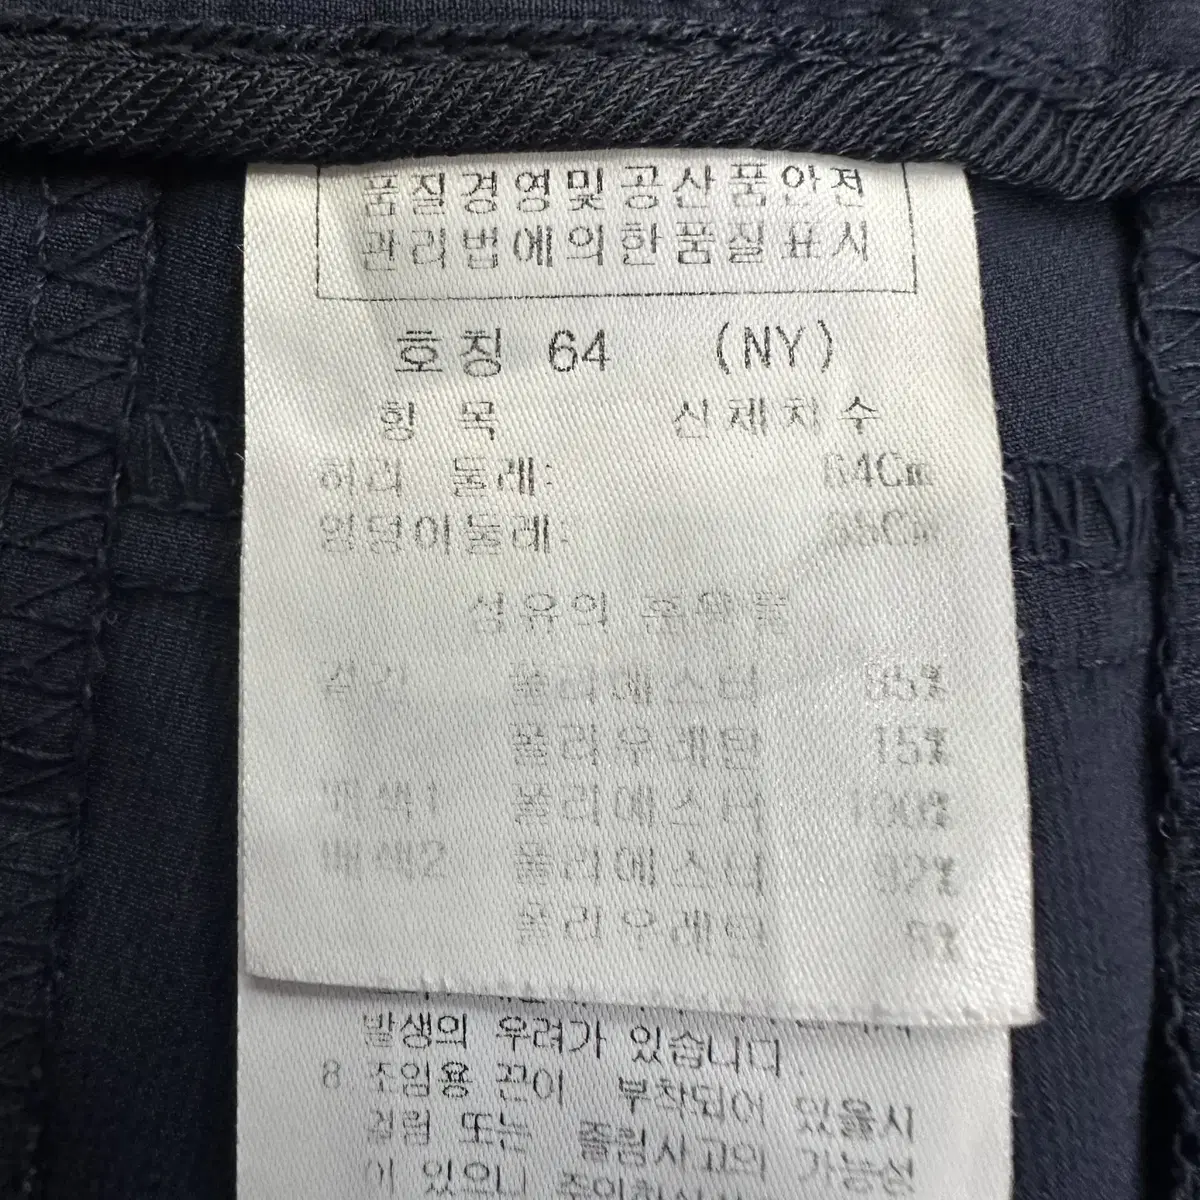 품질경영및공산품안전
관리법에의한품질표시
호칭 64 (NY)
항 목 신체치수
허리 둘레: 64Cm
엉덩이둘레: 88Cm
섬유의 혼용률
겉감 폴리에스터 85%
폴리우레탄 15%
배색1 폴리에스터 100%
배색2 폴리에스터 92%
폴리우레탄 8%
발생의 우려가 있습니다
8 조임용 끈이 부착되어 있을시
걸림 또는 졸림사고의 가능성
이 있으니